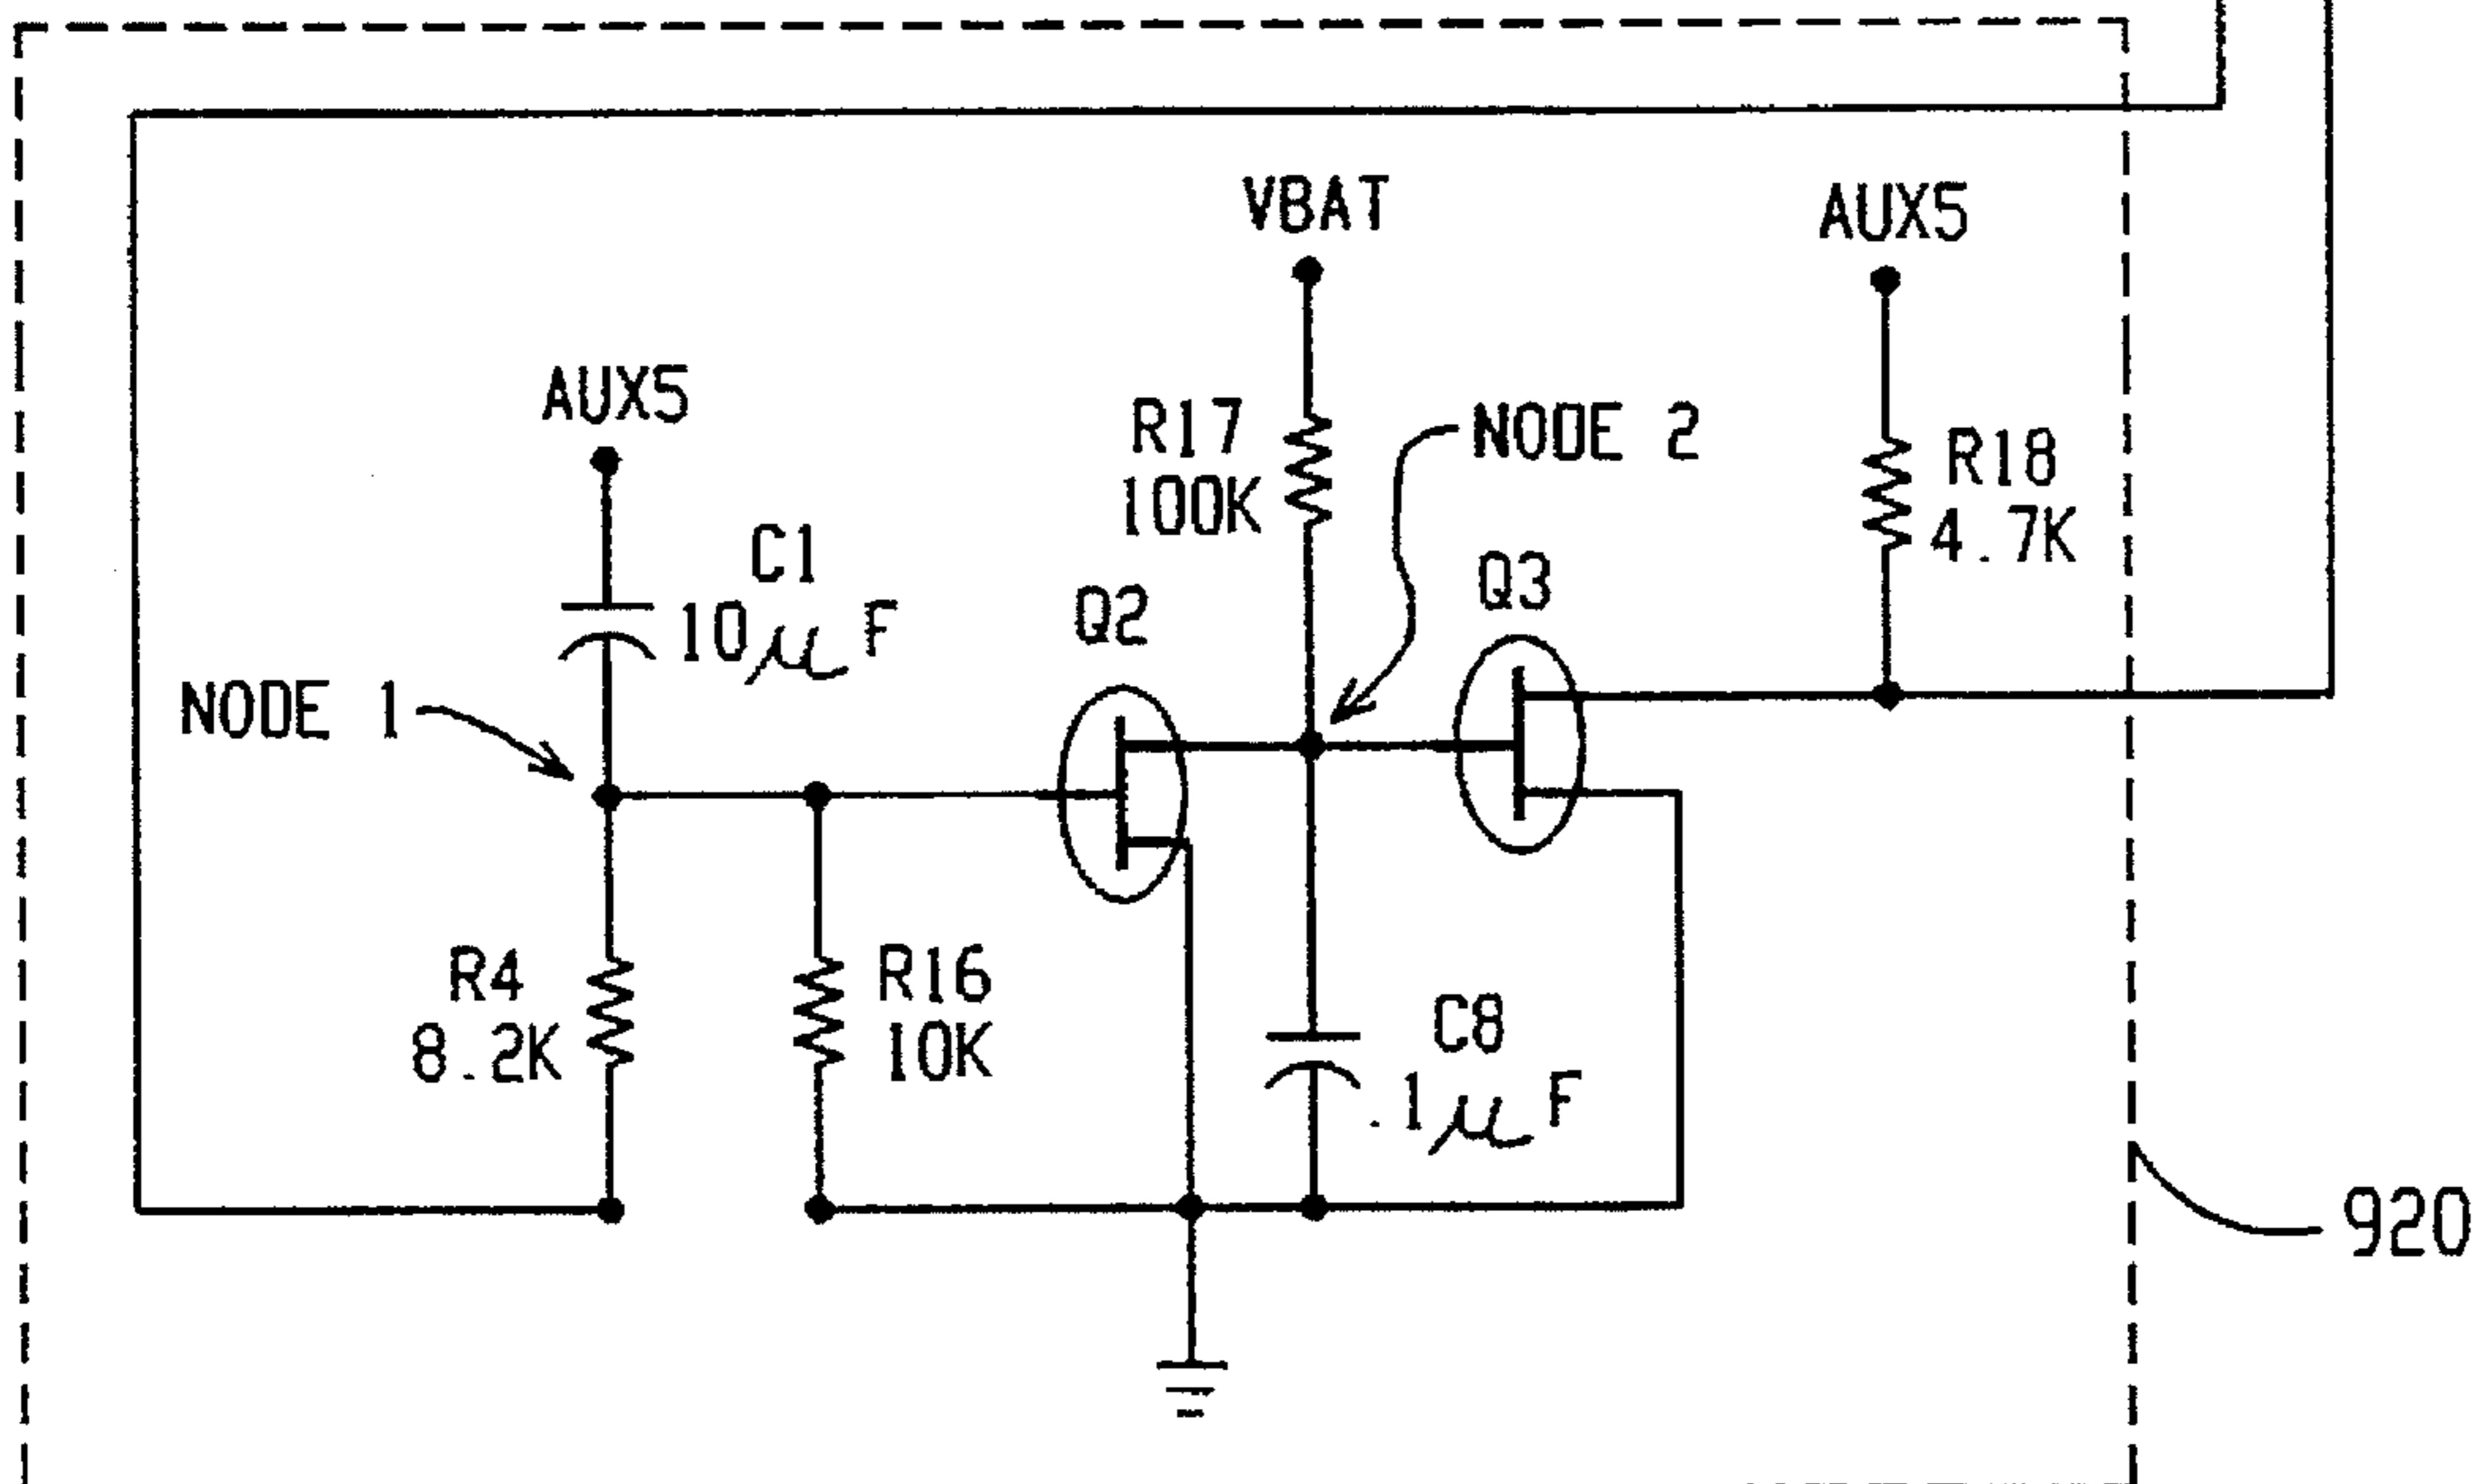 VBAT
AUX5
AUX5
R17
100K
NODE 2
R18
4.7K
C1
10μF
Q2
Q3
NODE 1
R4
8.2K
R16
10K
C8
.1μF
920